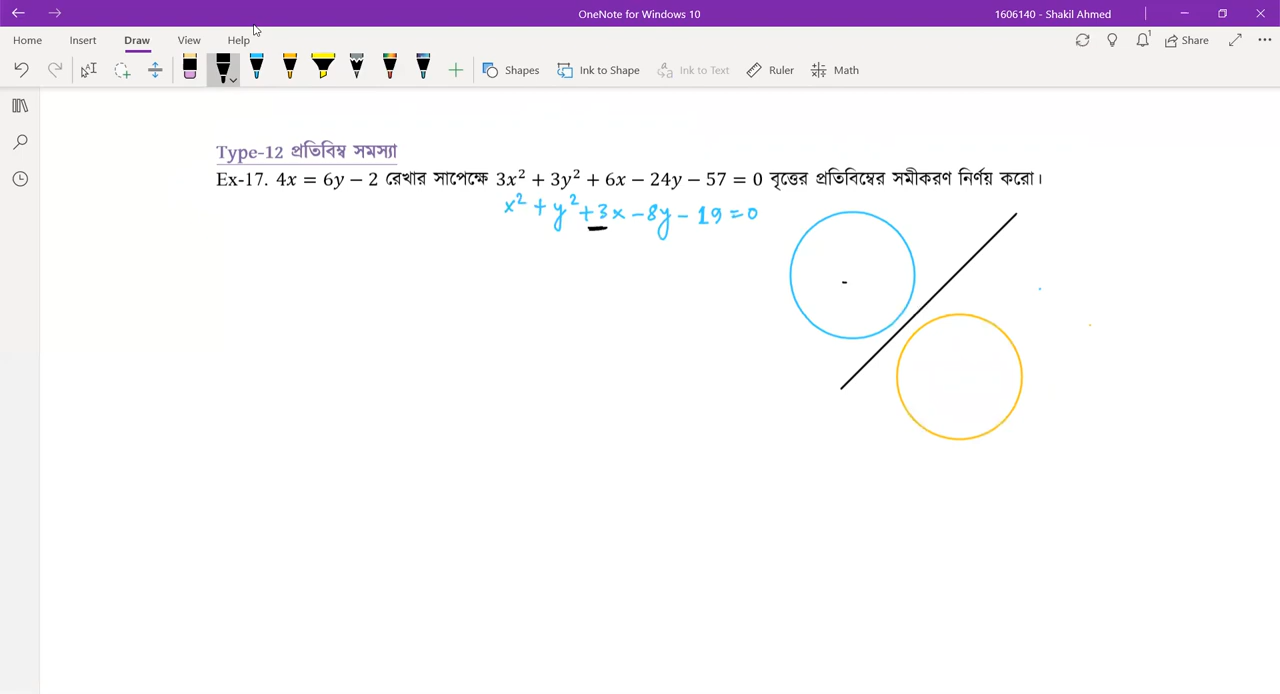 OneNote for Windows 10
1606140 - Shakil Ahmed
Home Insert Draw View Help
Share
Shapes Ink to Shape Ink to Text Ruler Math
Type-12 প্রতিবিম্ব সমস্যা
Ex-17. 4x = 6y − 2 রেখার সাপেক্ষে 3x² + 3y² + 6x − 24y − 57 = 0 বৃত্তের প্রতিবিম্বের সমীকরণ নির্ণয় করো।
x² + y² + 3x − 8y − 19 = 0